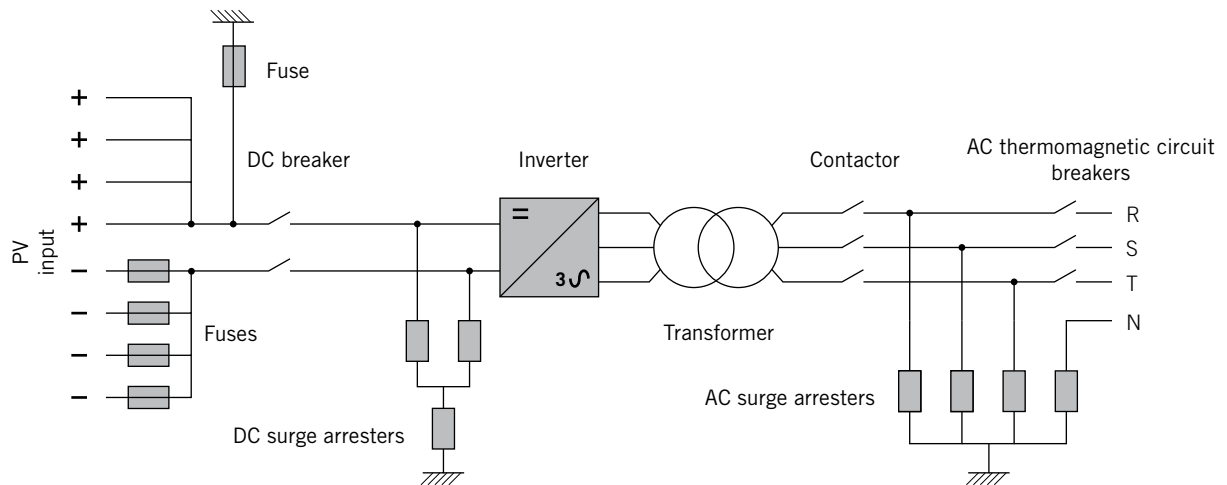 Fuse
+
+
+
+
PV
input
−
−
−
−
DC breaker
Inverter
=
3
Contactor
AC thermomagnetic circuit
breakers
R
S
T
N
Fuses
Transformer
DC surge arresters
AC surge arresters